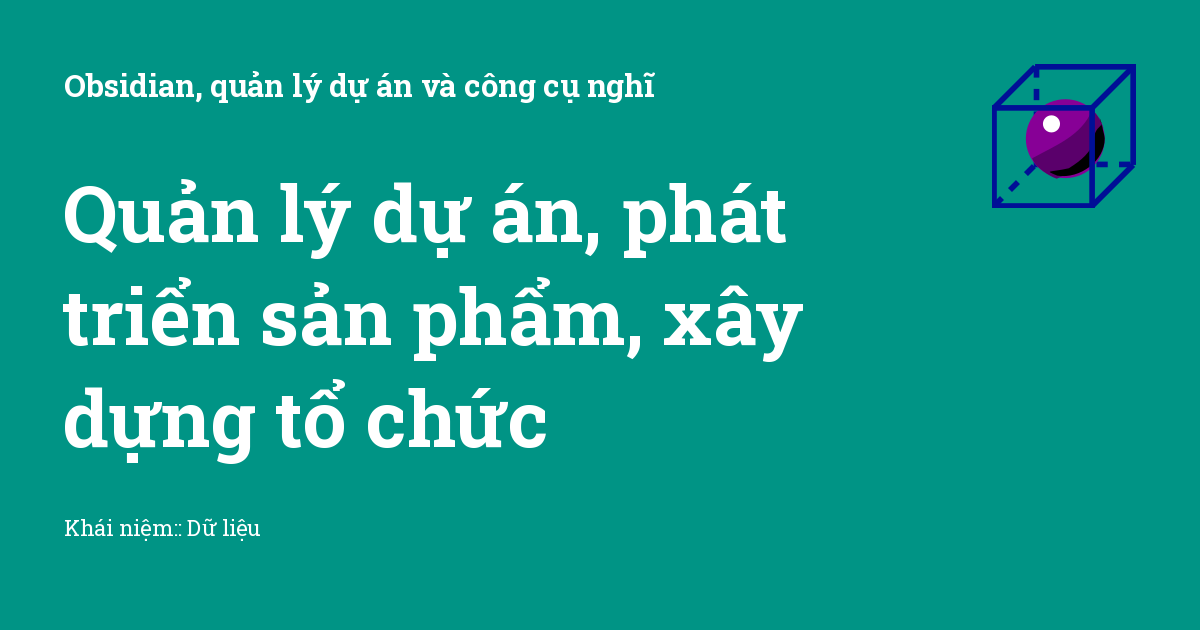 Obsidian, quản lý dự án và công cụ nghĩ
Quản lý dự án, phát
triển sản phẩm, xây
dựng tổ chức
Khái niệm:: Dữ liệu